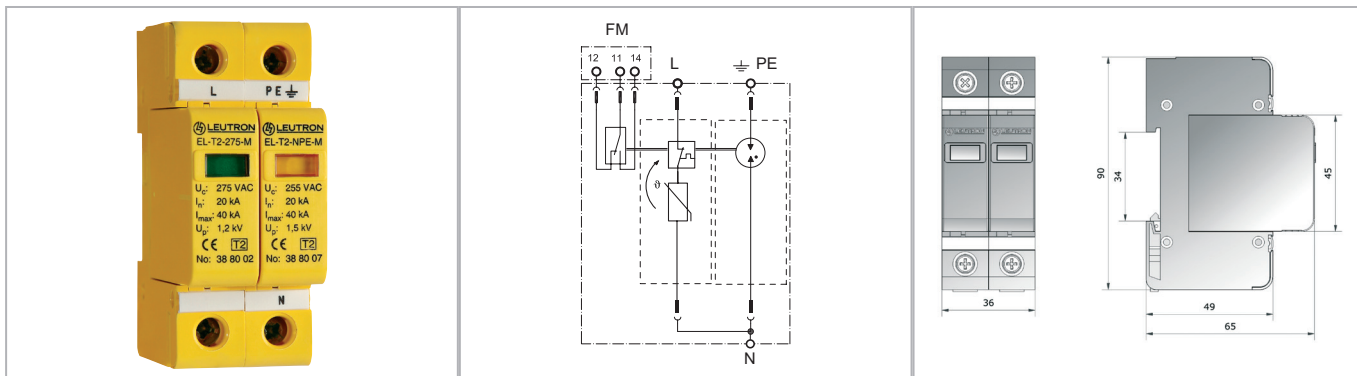 L
PE ⏚
LEUTRON
EL-T2-275-M
Uc: 275 VAC
In: 20 kA
Imax: 40 kA
Up: 1,2 kV
CE T2
No: 38 80 02
LEUTRON
EL-T2-NPE-M
Uc: 255 VAC
In: 20 kA
Imax: 40 kA
Up: 1,5 kV
CE T2
No: 38 80 07
N
FM
12 11 14
L
⏚ PE
ϑ
N
LEUTRON LEUTRON
90
34
45
36
49
65